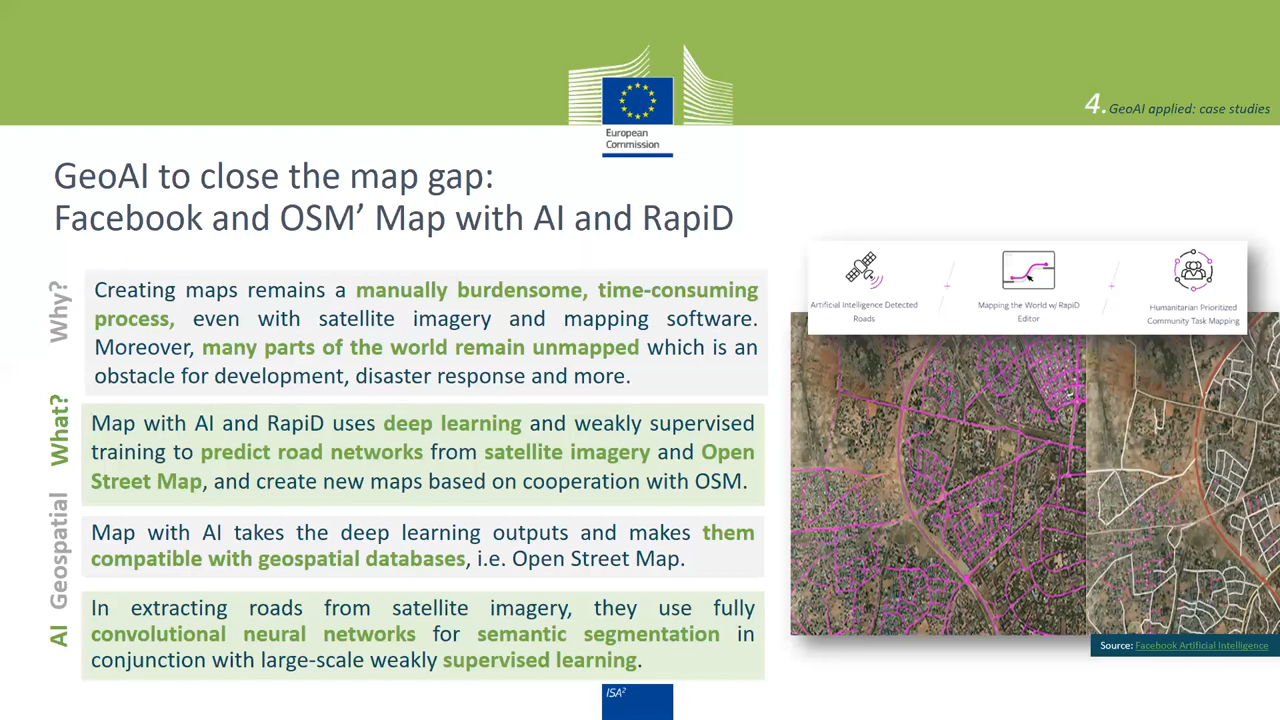 European
Commission
4. GeoAI applied: case studies
GeoAI to close the map gap:
Facebook and OSM’ Map with AI and RapiD
Why?
Creating maps remains a manually burdensome, time-consuming
process, even with satellite imagery and mapping software.
Moreover, many parts of the world remain unmapped which is an
obstacle for development, disaster response and more.
What?
Map with AI and RapiD uses deep learning and weakly supervised
training to predict road networks from satellite imagery and Open
Street Map, and create new maps based on cooperation with OSM.
Geospatial
Map with AI takes the deep learning outputs and makes them
compatible with geospatial databases, i.e. Open Street Map.
AI
In extracting roads from satellite imagery, they use fully
convolutional neural networks for semantic segmentation in
conjunction with large-scale weakly supervised learning.
Artificial Intelligence Detected
Roads
Mapping the World w/ RapiD
Editor
Humanitarian Prioritized
Community Task Mapping
Source: Facebook Artificial Intelligence
ISA²